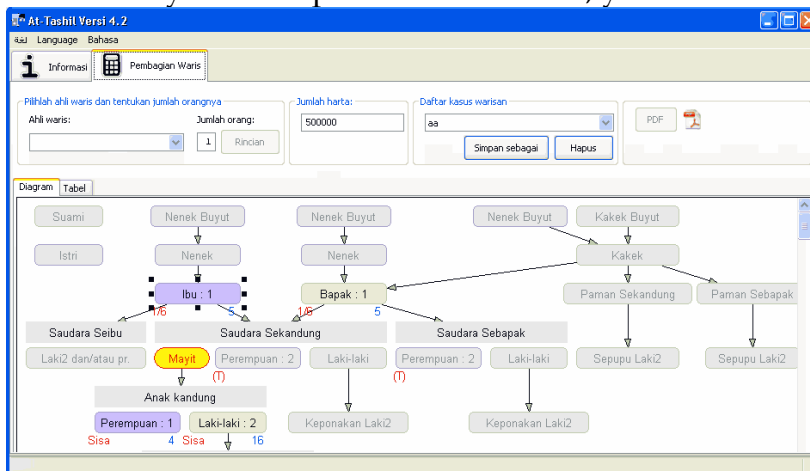 At-Tashil Versi 4.2
لغة Language Bahasa
Informasi Pembagian Waris
Pilihlah ahli waris dan tentukan jumlah orangnya
Ahli waris: Jumlah orang:
1 Rincian
Jumlah harta:
500000
Daftar kasus warisan
aa
Simpan sebagai Hapus
PDF
Diagram Tabel
Suami Nenek Buyut Nenek Buyut Nenek Buyut Kakek Buyut
Istri Nenek Nenek Kakek
Ibu : 1 Bapak : 1 Paman Sekandung Paman Sebapak
1/6 5 1/6 5
Saudara Seibu Saudara Sekandung Saudara Sebapak
Laki2 dan/atau pr. Mayit Perempuan : 2 Laki-laki Perempuan : 2 Laki-laki Sepupu Laki2 Sepupu Laki2
(T) (T)
Anak kandung
Perempuan : 1 Laki-laki : 2 Keponakan Laki2 Keponakan Laki2
Sisa 4 Sisa 16